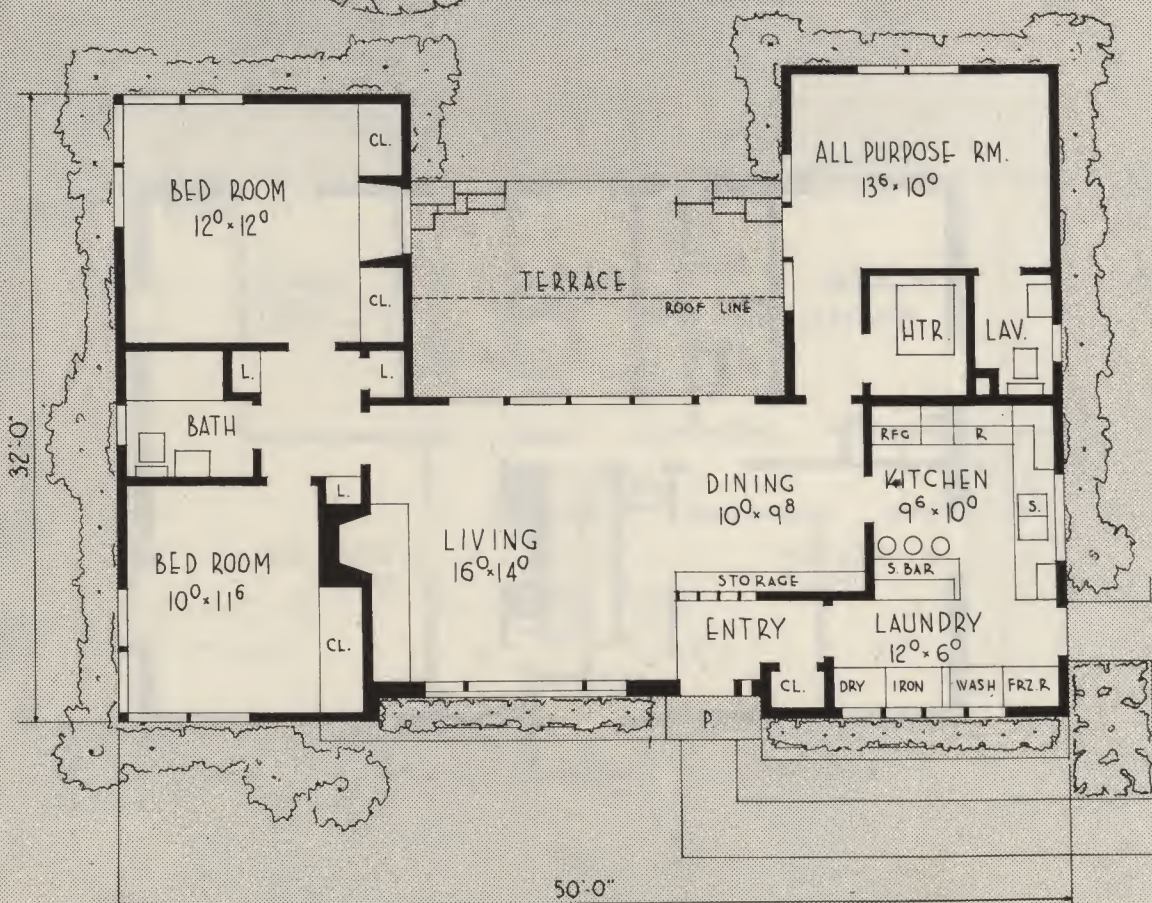 CL.
ALL PURPOSE RM.
13⁶ × 10⁰
BED ROOM
12⁰ × 12⁰
TERRACE
ROOF LINE
CL.
HTR.
LAV.
L.
L.
BATH
RFG
R
32'-0"
DINING
10⁰ × 9⁸
KITCHEN
9⁶ × 10⁰
L.
S.
LIVING
16⁰ × 14⁰
BED ROOM
10⁰ × 11⁶
S. BAR
STORAGE
ENTRY
LAUNDRY
12⁰ × 6⁰
CL.
CL.
DRY
IRON
WASH
FRZ.R
P.
50'-0"